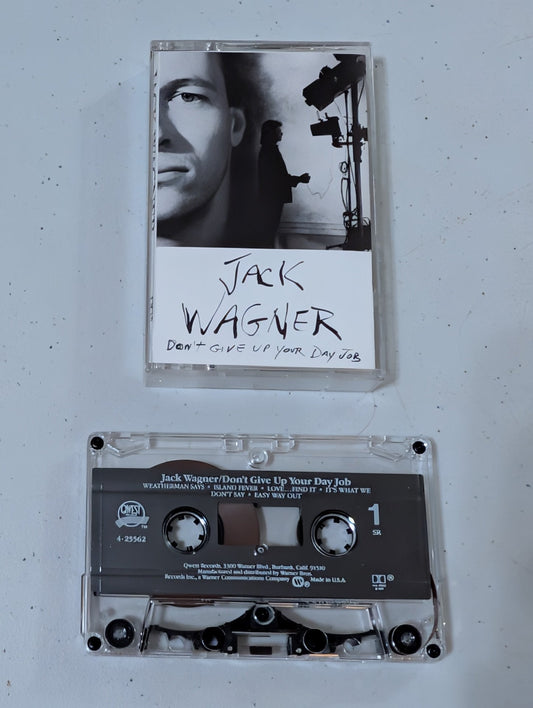 JACK
WAGNER
DON'T GIVE UP YOUR DAY JOB
Jack Wagner/Don't Give Up Your Day Job
WEATHERMAN SAYS • ISLAND FEVER • LOVE...FIND IT • IT'S WHAT WE
DON'T SAY • EASY WAY OUT
QWEST
TM
4-25562
1
SR
Qwest Records, 3300 Warner Blvd., Burbank, Calif. 91510
Manufactured and distributed by Warner Bros.
Records Inc., a Warner Communications Company Ⓡ Made in U.S.A.